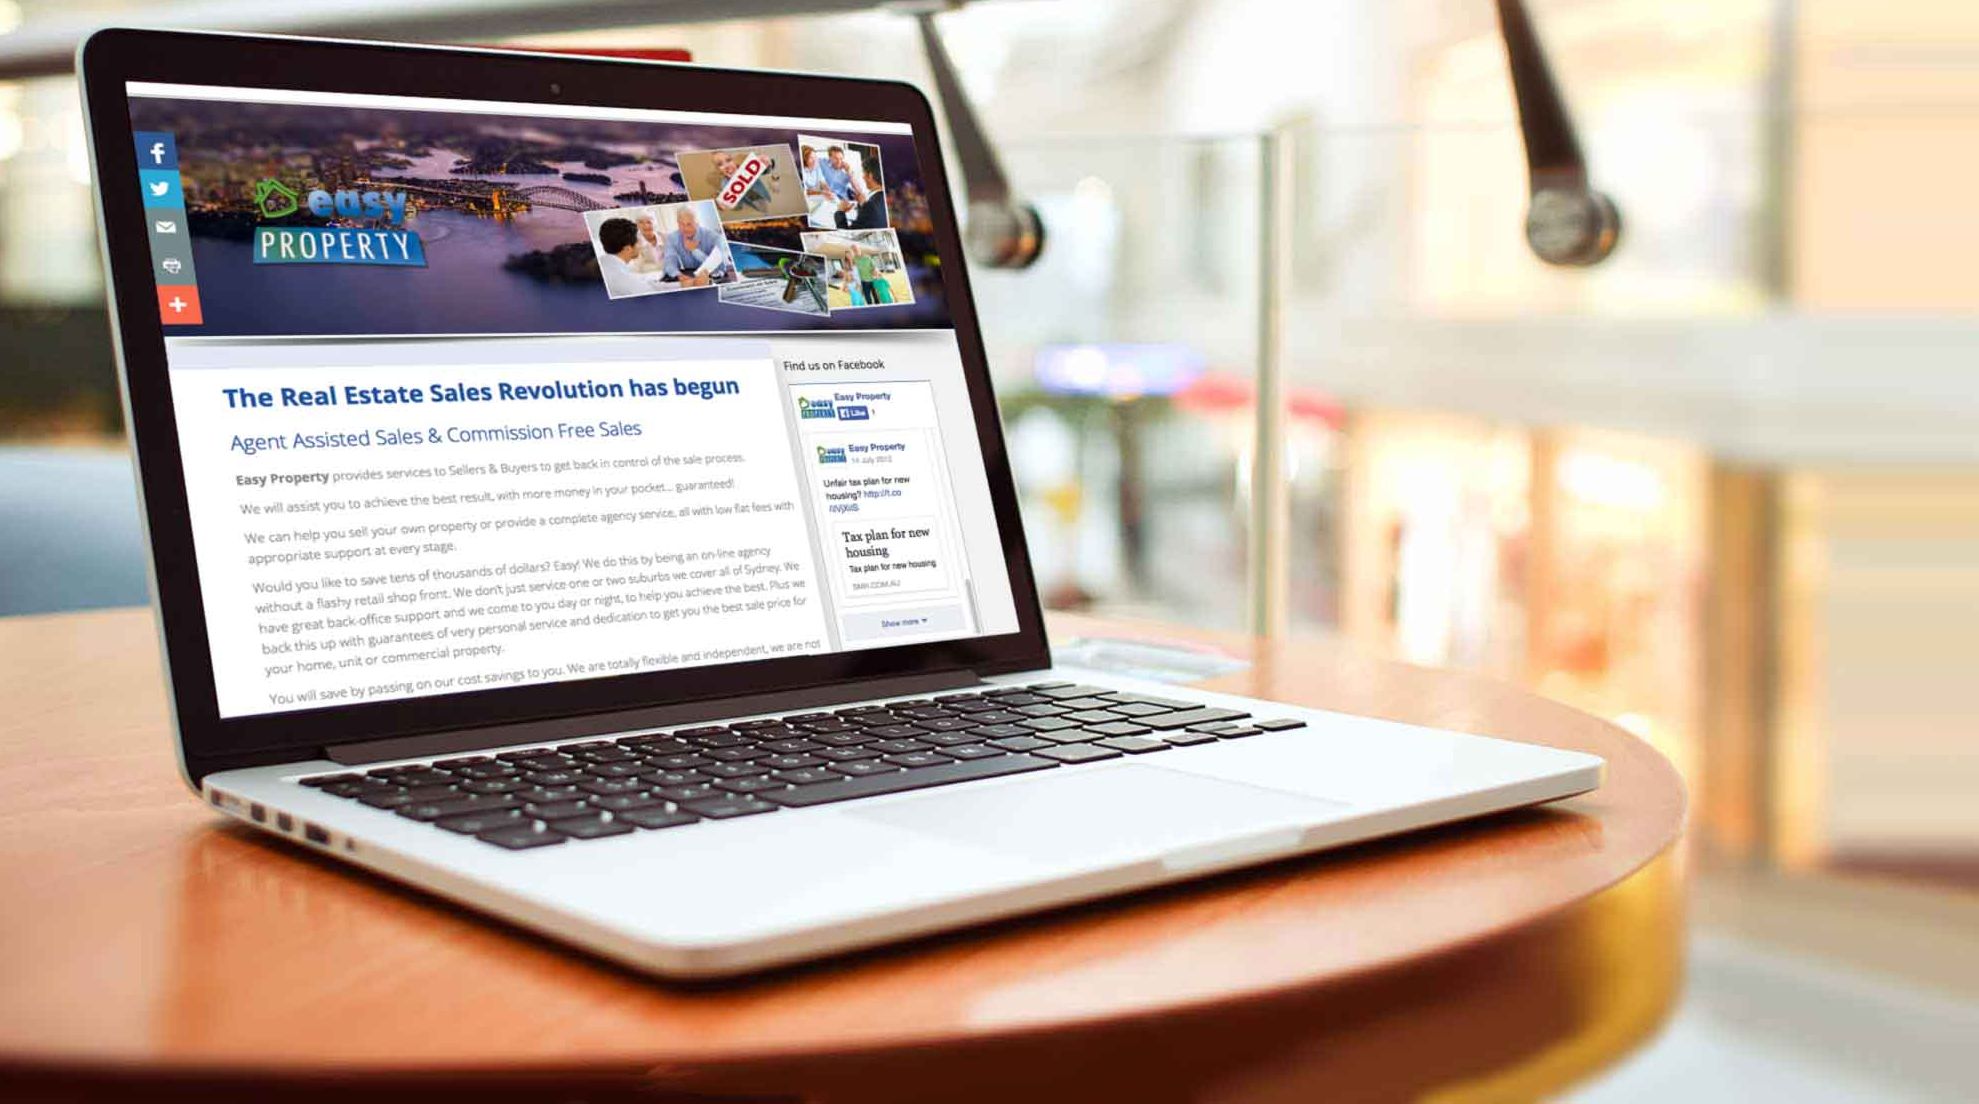 easy
PROPERTY
SOLD
The Real Estate Sales Revolution has begun
Agent Assisted Sales & Commission Free Sales
Easy Property provides services to Sellers & Buyers to get back in control of the sale process.
We will assist you to achieve the best result, with more money in your pocket... guaranteed!
We can help you sell your own property or provide a complete agency service, all with low flat fees with
appropriate support at every stage.
Would you like to save tens of thousands of dollars? Easy! We do this by being an on-line agency
without a flashy retail shop front. We don't just service one or two suburbs we cover all of Sydney. We
have great back-office support and we come to you day or night, to help you achieve the best. Plus we
back this up with guarantees of very personal service and dedication to get you the best sale price for
your home, unit or commercial property.
You will save by passing on our cost savings to you. We are totally flexible and independent, we are not
Find us on Facebook
easy
PROPERTY
Easy Property
Like
easy
PROPERTY
Easy Property
July 2012
Unfair tax plan for new
housing? http://t.co
Tax plan for new
housing
Tax plan for new housing
SMH.COM.AU
Show more